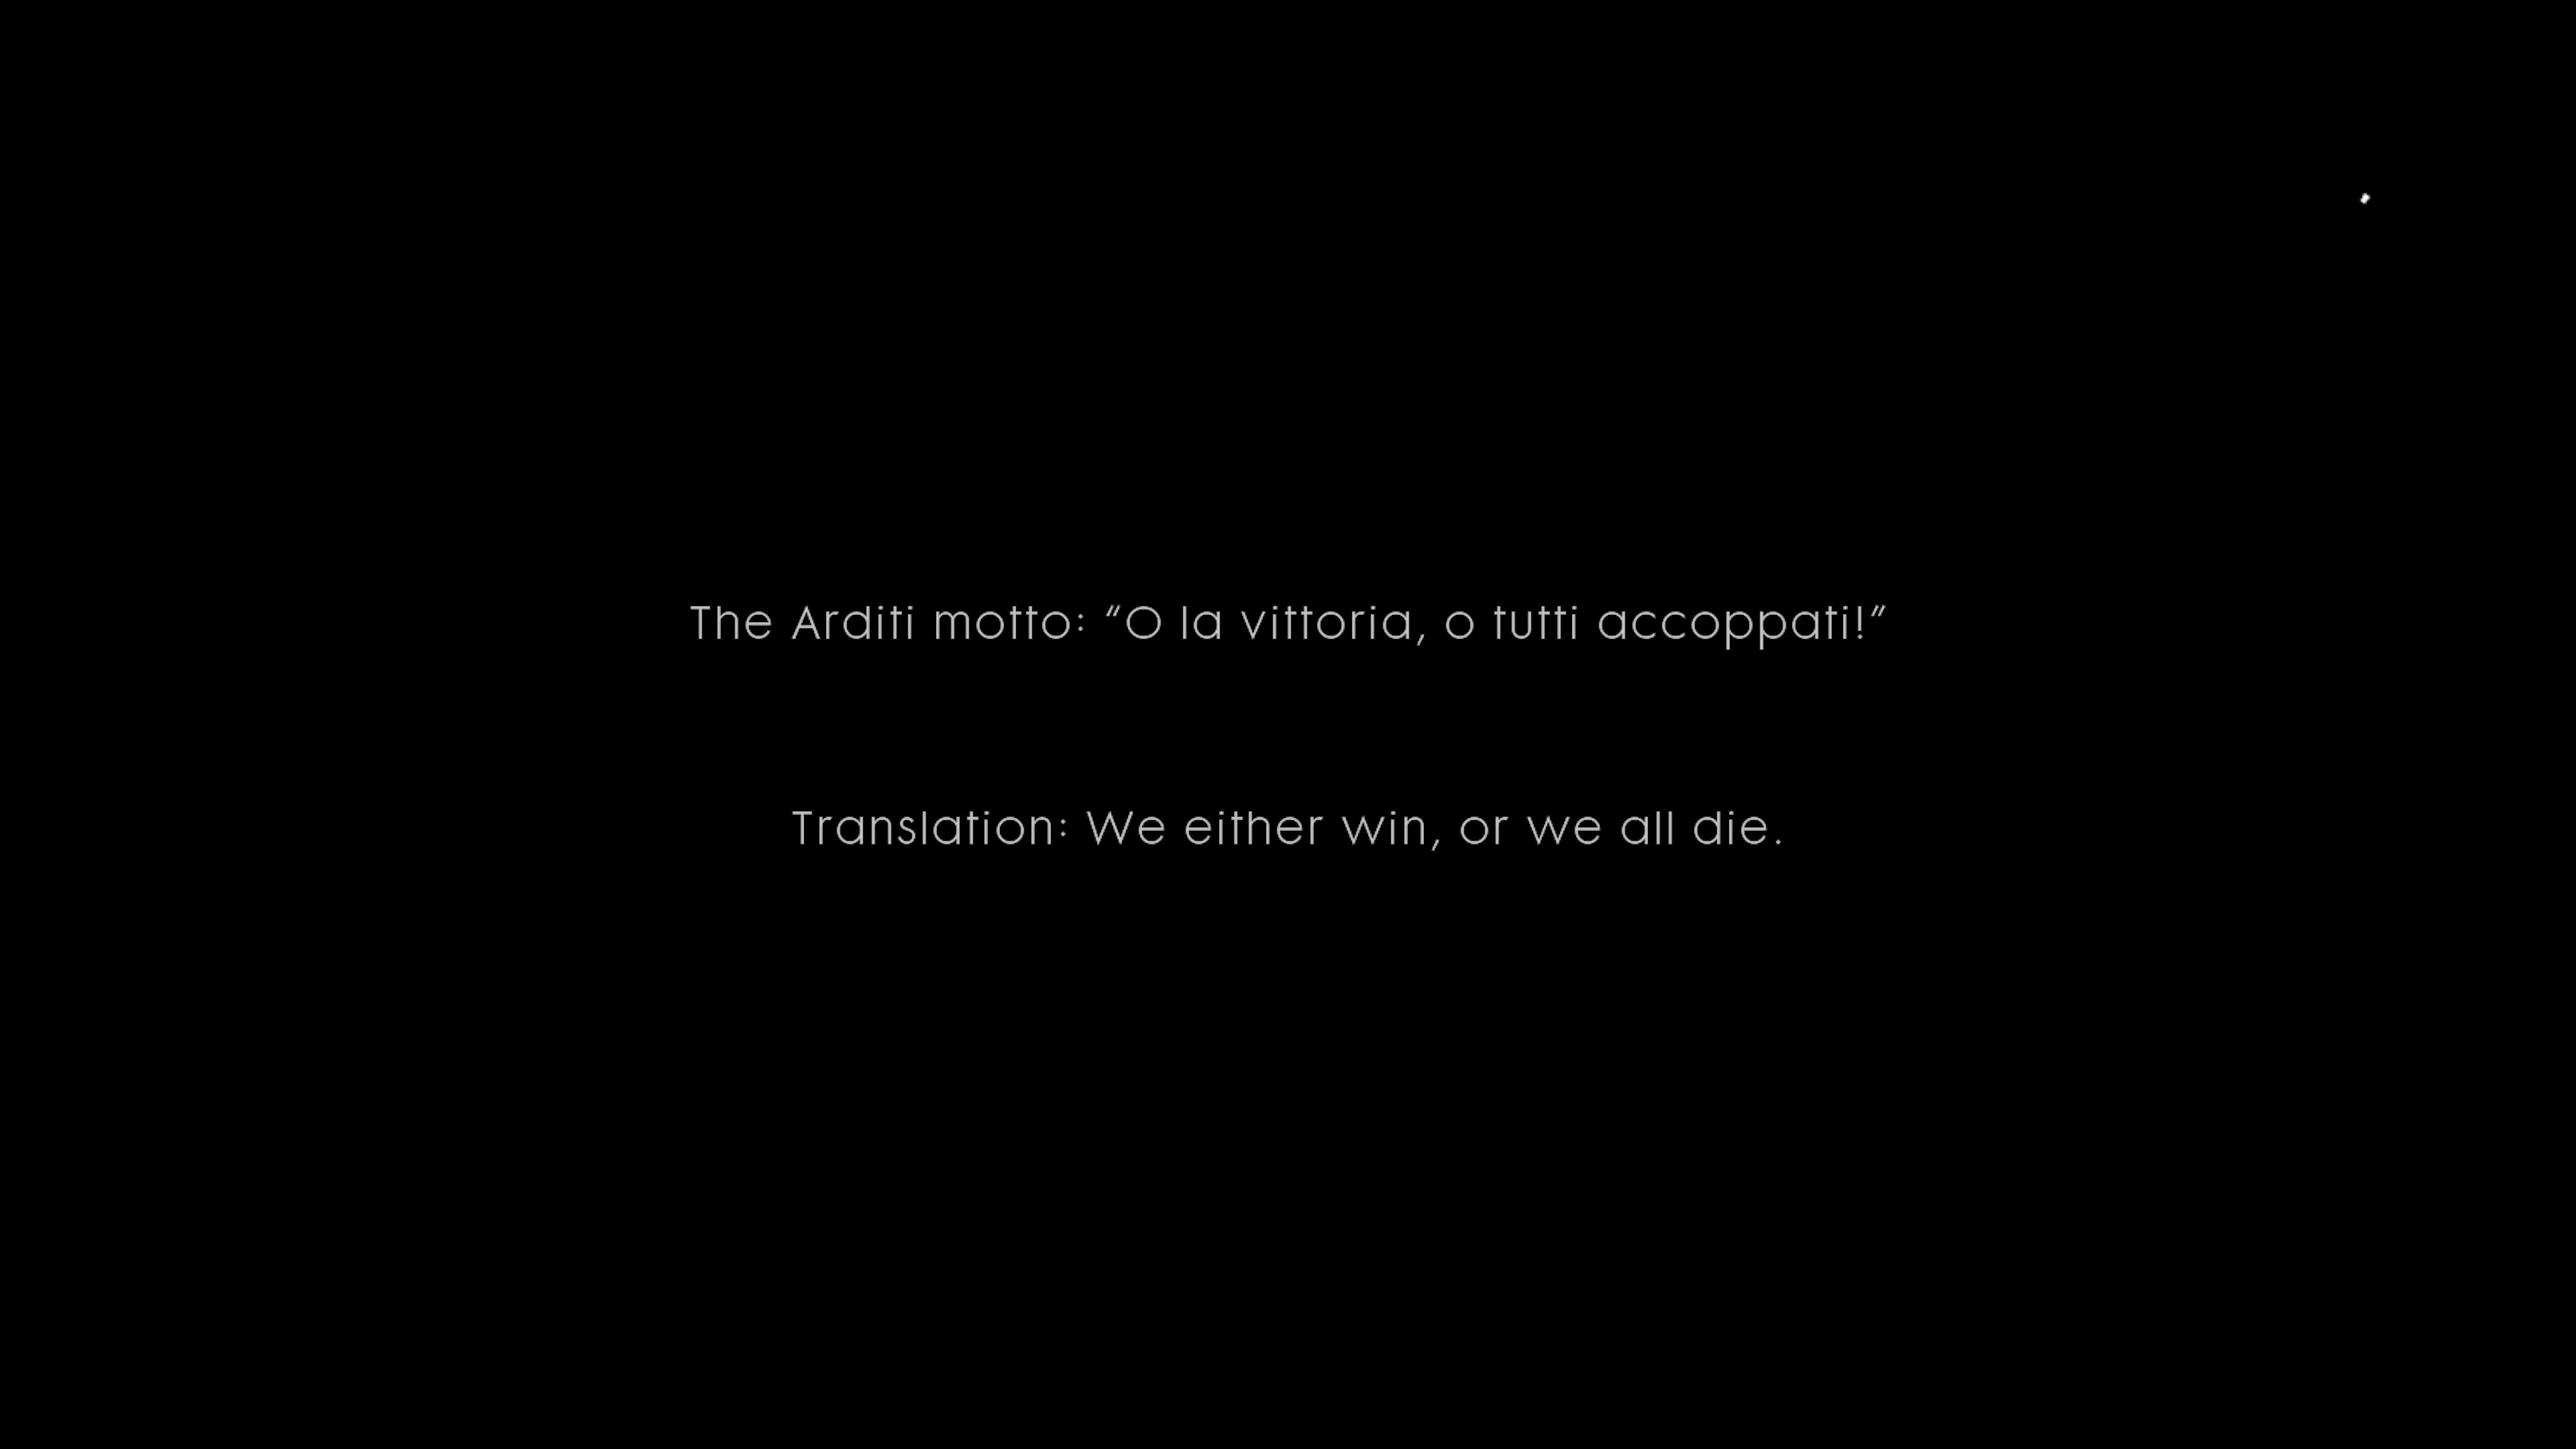 The Arditi motto: “O la vittoria, o tutti accoppati!”
Translation: We either win, or we all die.